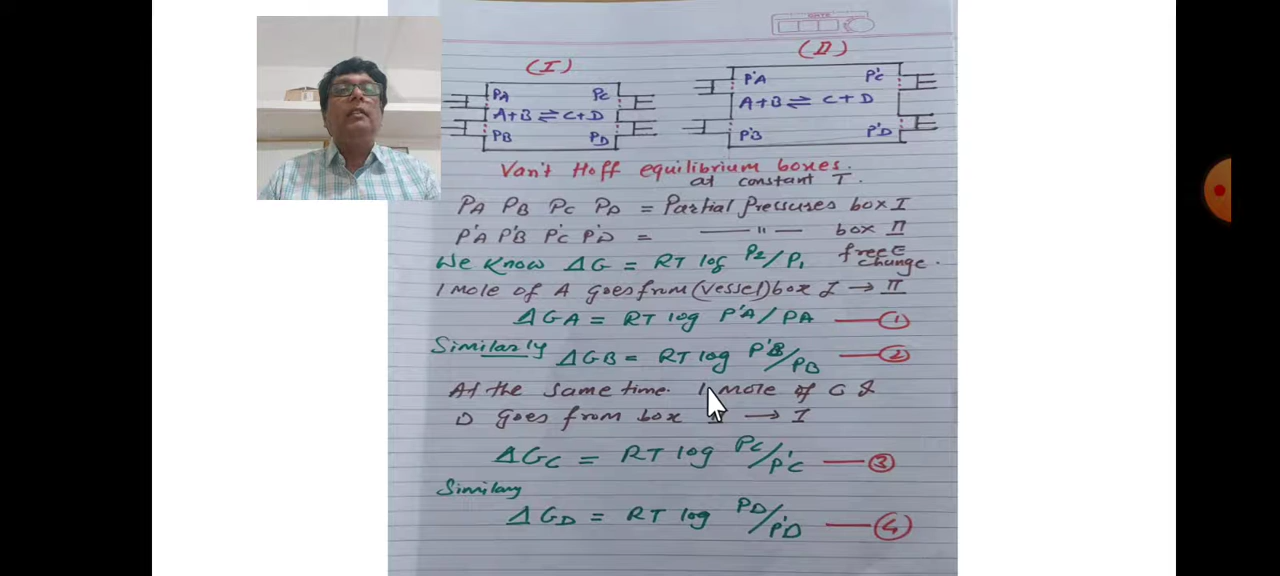 DATE
(I)
(II)
PA PC
A+B ⇌ C+D
PB PD
P'A P'C
A+B ⇌ C+D
P'B P'D
Van't Hoff equilibrium boxes.
at constant T.
PA PB PC PD = Partial Pressures box I
P'A P'B P'C P'D = —— " — box II
We Know ΔG = RT log P2/P1 free E change.
1 mole of A goes from (vessel) box I → II
ΔGA = RT log P'A/PA —— ①
Similarly ΔGB = RT log P'B/PB —— ②
At the same time. 1 mole of C &
D goes from box → I
ΔGC = RT log PC/P'C —— ③
Similary
ΔGD = RT log PD/P'D —— ④